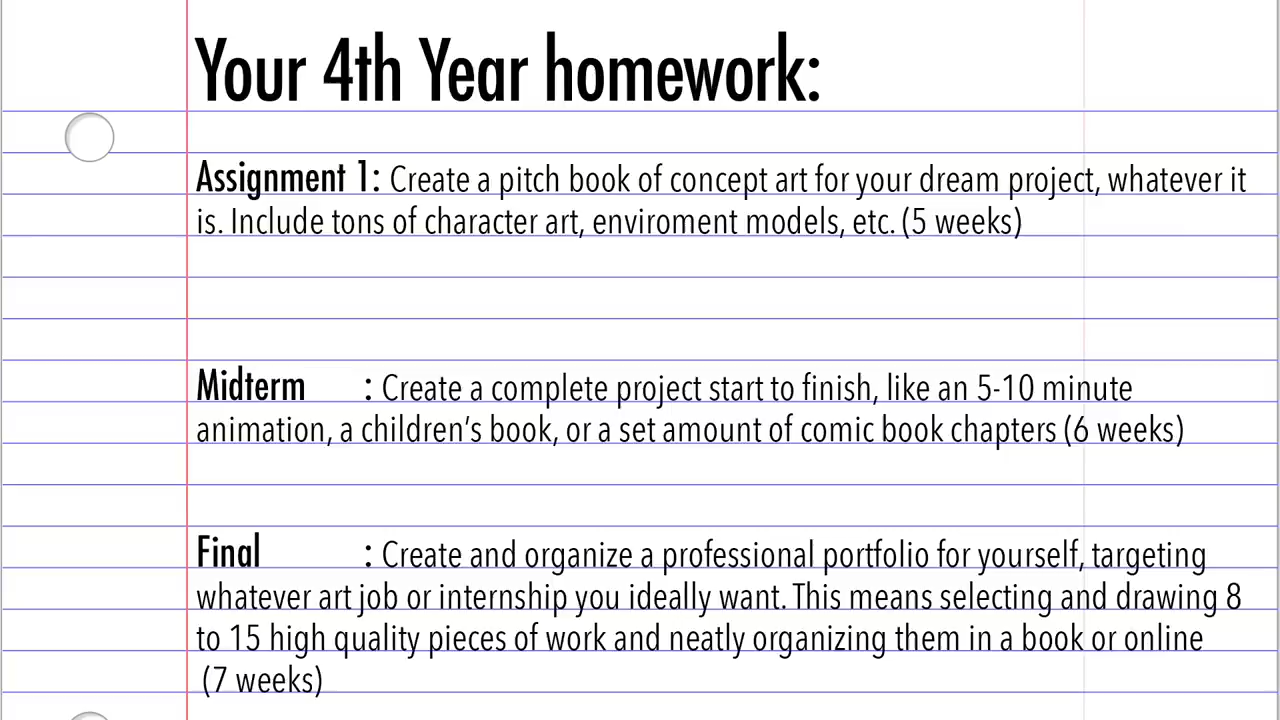 Your 4th Year homework:
Assignment 1: Create a pitch book of concept art for your dream project, whatever it
is. Include tons of character art, enviroment models, etc. (5 weeks)
Midterm : Create a complete project start to finish, like an 5-10 minute
animation, a children's book, or a set amount of comic book chapters (6 weeks)
Final : Create and organize a professional portfolio for yourself, targeting
whatever art job or internship you ideally want. This means selecting and drawing 8
to 15 high quality pieces of work and neatly organizing them in a book or online
(7 weeks)